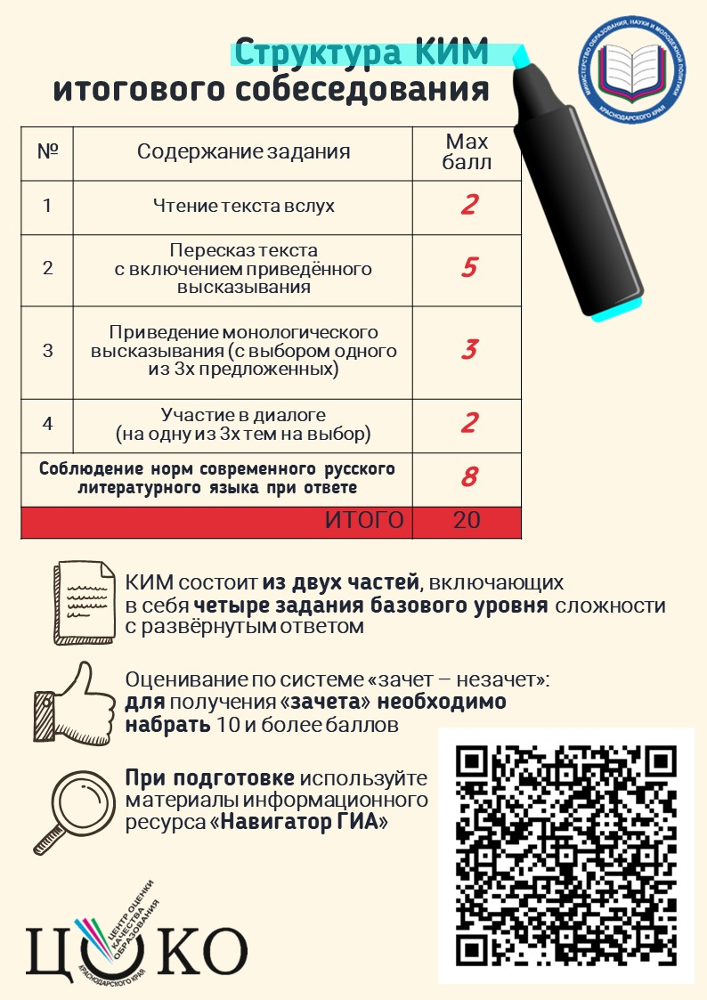 Структура КИМ
итогового собеседования
МИНИСТЕРСТВО ОБРАЗОВАНИЯ, НАУКИ И МОЛОДЕЖНОЙ ПОЛИТИКИ
КРАСНОДАРСКОГО КРАЯ
№ Содержание задания Max
балл
1 Чтение текста вслух 2
2 Пересказ текста
с включением приведённого
высказывания 5
3 Приведение монологического
высказывания (с выбором одного
из 3х предложенных) 3
4 Участие в диалоге
(на одну из 3х тем на выбор) 2
Соблюдение норм современного русского
литературного языка при ответе 8
ИТОГО 20
КИМ состоит из двух частей, включающих
в себя четыре задания базового уровня сложности
с развёрнутым ответом
Оценивание по системе «зачет – незачет»:
для получения «зачета» необходимо
набрать 10 и более баллов
При подготовке используйте
материалы информационного
ресурса «Навигатор ГИА»
ЦОКО
ЦЕНТР ОЦЕНКИ
КАЧЕСТВА
ОБРАЗОВАНИЯ
КРАСНОДАРСКОГО КРАЯ